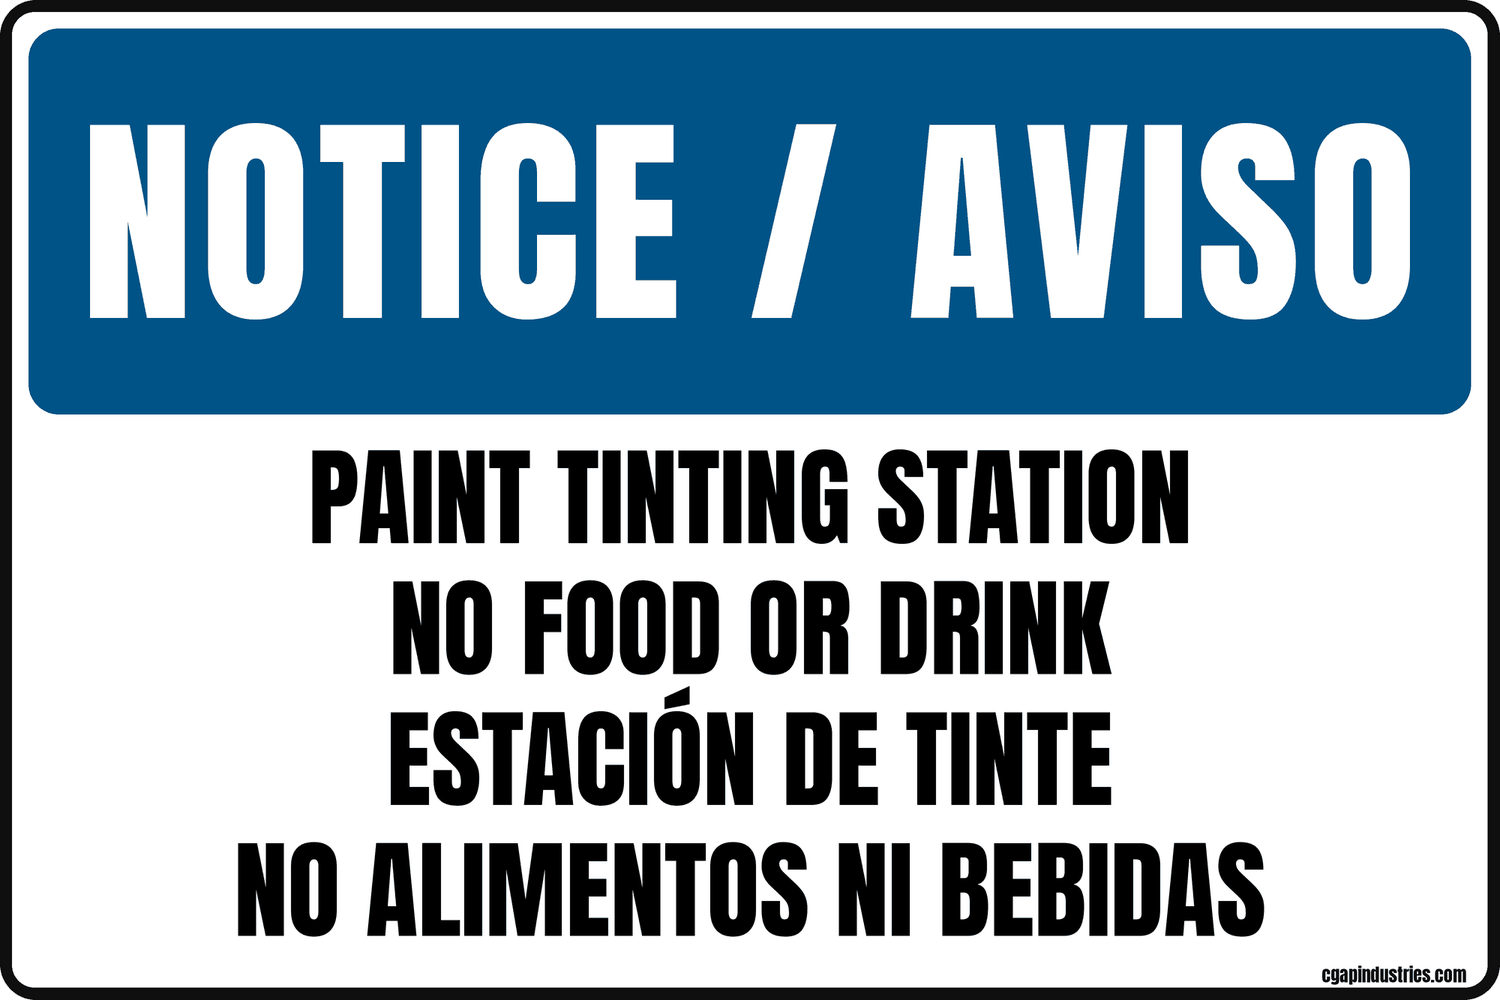 NOTICE / AVISO
PAINT TINTING STATION
NO FOOD OR DRINK
ESTACIÓN DE TINTE
NO ALIMENTOS NI BEBIDAS
cgapindustries.com